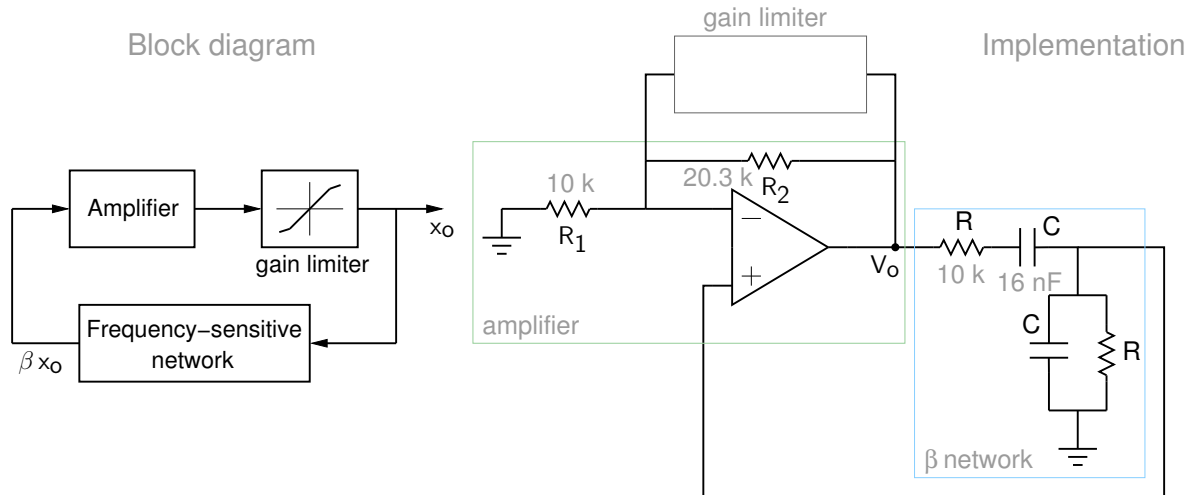 Block diagram
Amplifier
gain limiter
xo
Frequency−sensitive
network
β xo
gain limiter
Implementation
10 k
R1
20.3 k
R2
−
+
Vo
amplifier
R
10 k
C
16 nF
C
R
β network